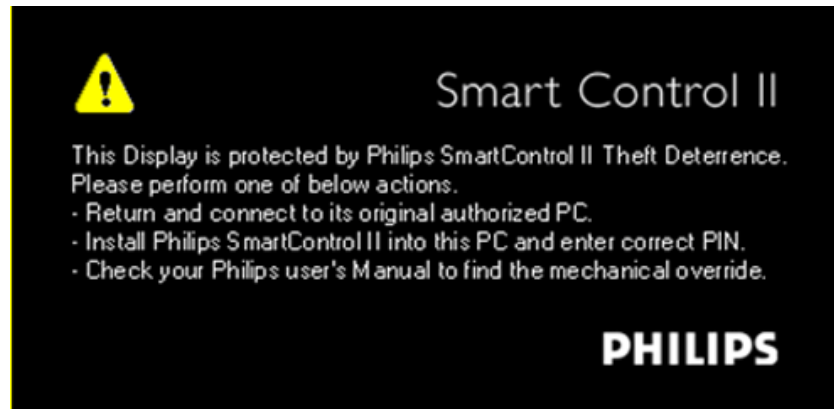 Smart Control II
This Display is protected by Philips SmartControl II Theft Deterrence.
Please perform one of below actions.
- Return and connect to its original authorized PC.
- Install Philips SmartControl II into this PC and enter correct PIN.
- Check your Philips user's Manual to find the mechanical override.
PHILIPS